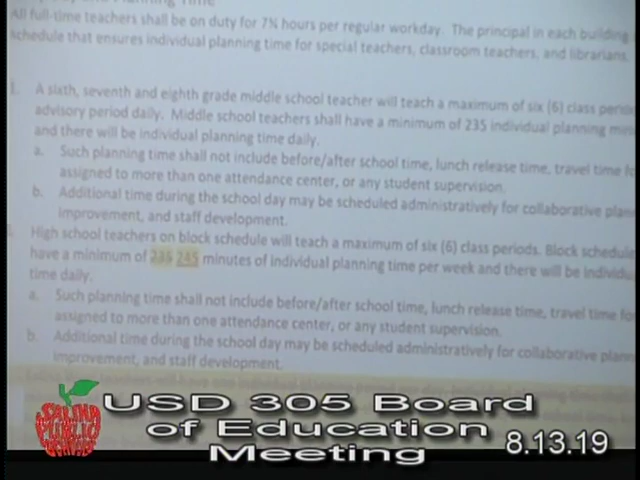 All full-time teachers shall be on duty for 7¾ hours per regular workday. The principal in each building
schedule that ensures individual planning time for special teachers, classroom teachers, and librarians.
A sixth, seventh and eighth grade middle school teacher will teach a maximum of six (6) class
advisory period daily. Middle school teachers shall have a minimum of 235 individual planning
and there will be individual planning time daily.
a. Such planning time shall not include before/after school time, lunch release time, travel time
assigned to more than one attendance center, or any student supervision.
b. Additional time during the school day may be scheduled administratively for collaborative
improvement, and staff development.
High school teachers on block schedule will teach a maximum of six (6) class periods. Block
have a minimum of 235 245 minutes of individual planning time per week and there will be
time daily.
a. Such planning time shall not include before/after school time, lunch release time, travel time
assigned to more than one attendance center, or any student supervision.
b. Additional time during the school day may be scheduled administratively for collaborative
improvement, and staff development.
SALINA
PUBLIC
SCHOOLS
USD 305 Board
of Education
Meeting
8.13.19